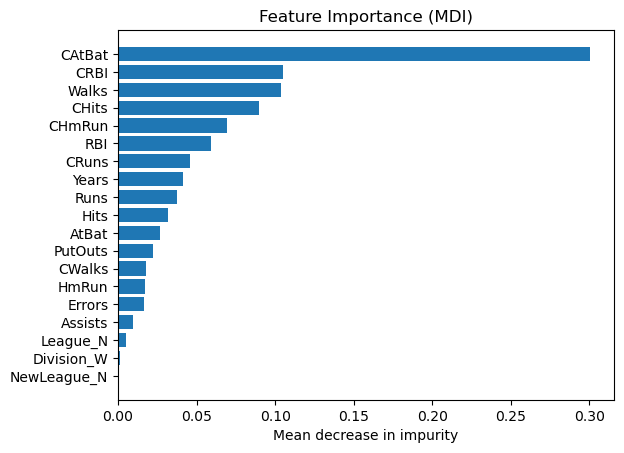 Feature Importance (MDI)
CAtBat
CRBI
Walks
CHits
CHmRun
RBI
CRuns
Years
Runs
Hits
AtBat
PutOuts
CWalks
HmRun
Errors
Assists
League_N
Division_W
NewLeague_N
0.00 0.05 0.10 0.15 0.20 0.25 0.30
Mean decrease in impurity